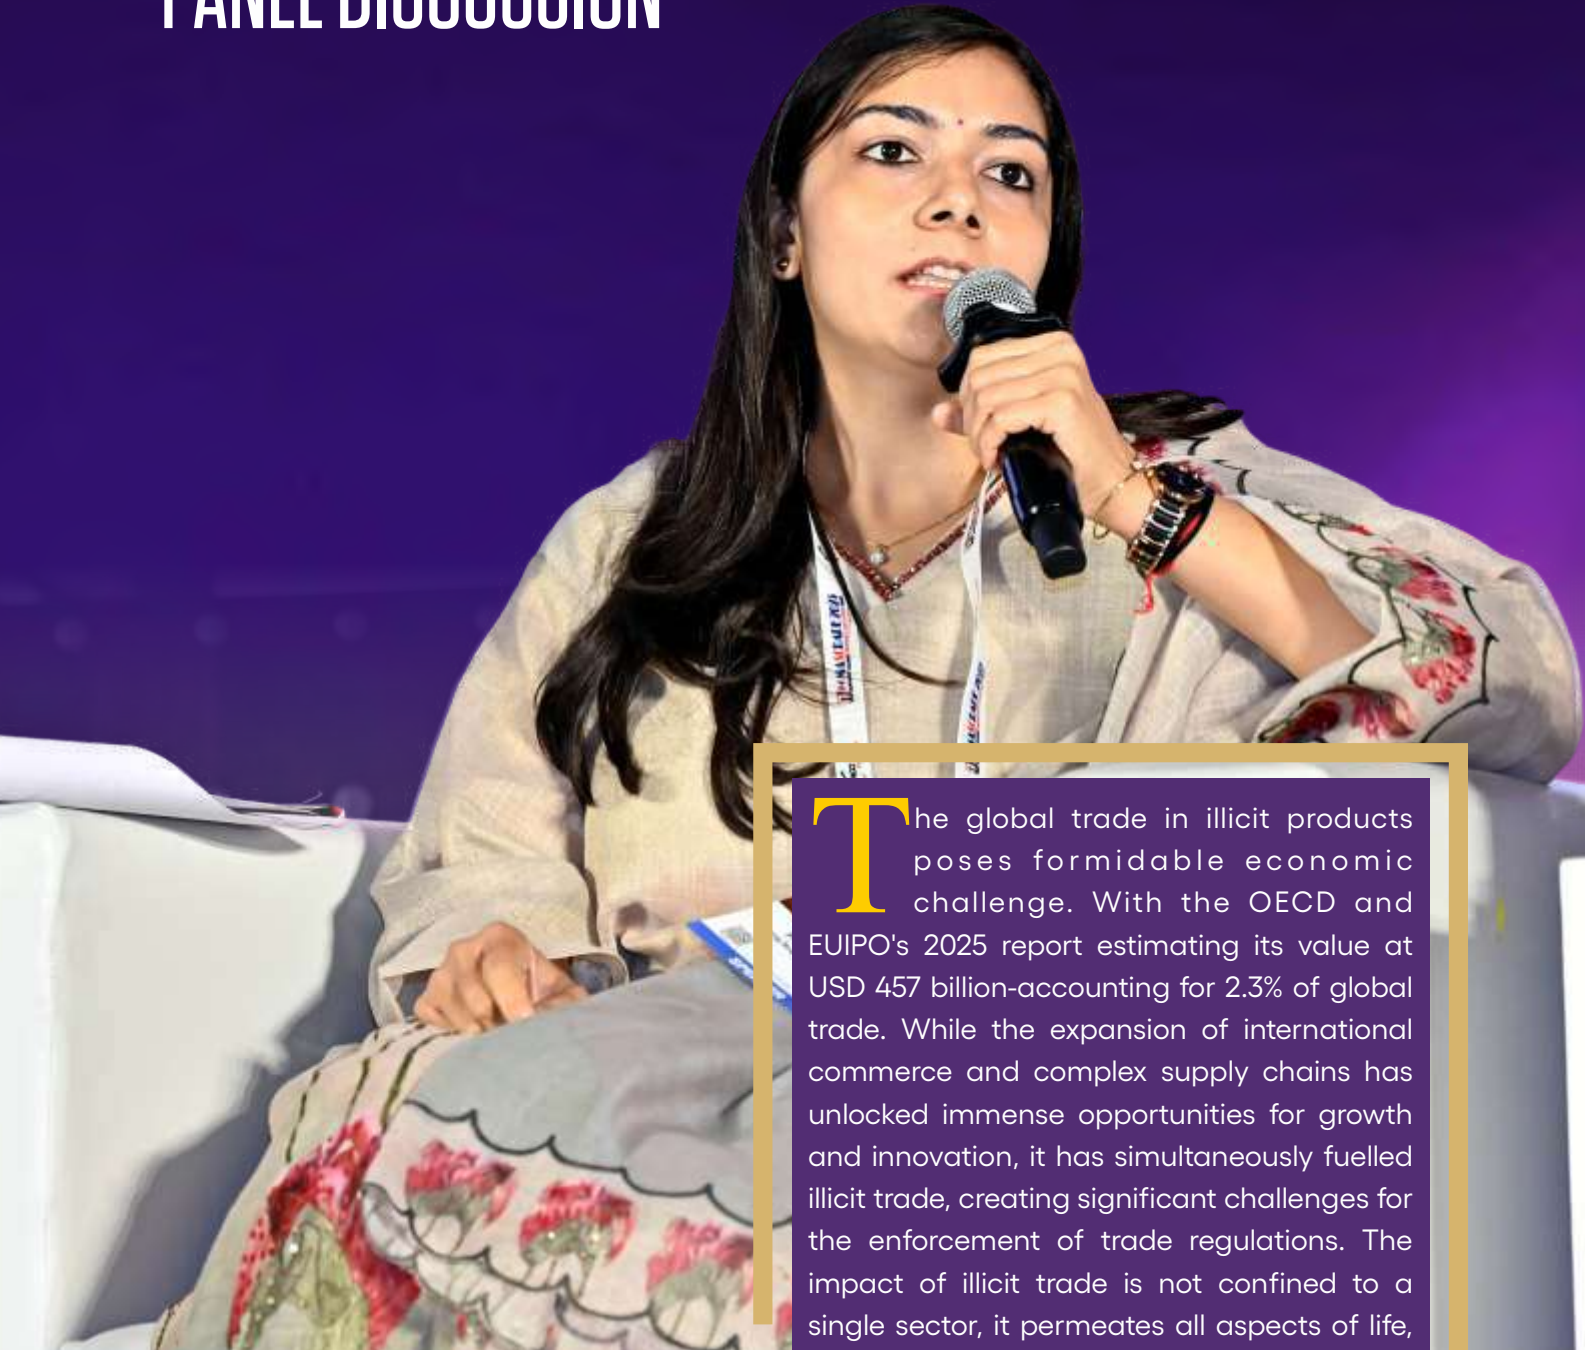 PANEL DISCUSSION
The global trade in illicit products
poses formidable economic
challenge. With the OECD and
EUIPO's 2025 report estimating its value at
USD 457 billion-accounting for 2.3% of global
trade. While the expansion of international
commerce and complex supply chains has
unlocked immense opportunities for growth
and innovation, it has simultaneously fuelled
illicit trade, creating significant challenges for
the enforcement of trade regulations. The
impact of illicit trade is not confined to a
single sector, it permeates all aspects of life,